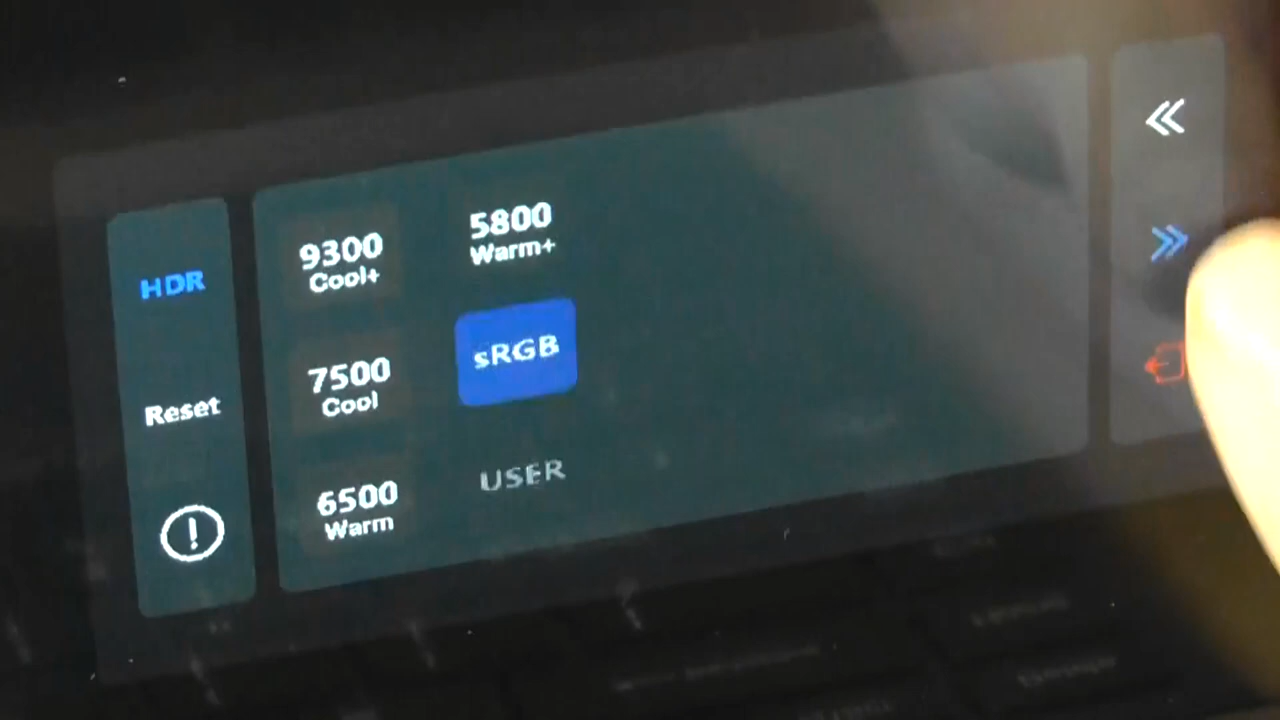 HDR
Reset
9300
Cool+
7500
Cool
6500
Warm
5800
Warm+
sRGB
USER